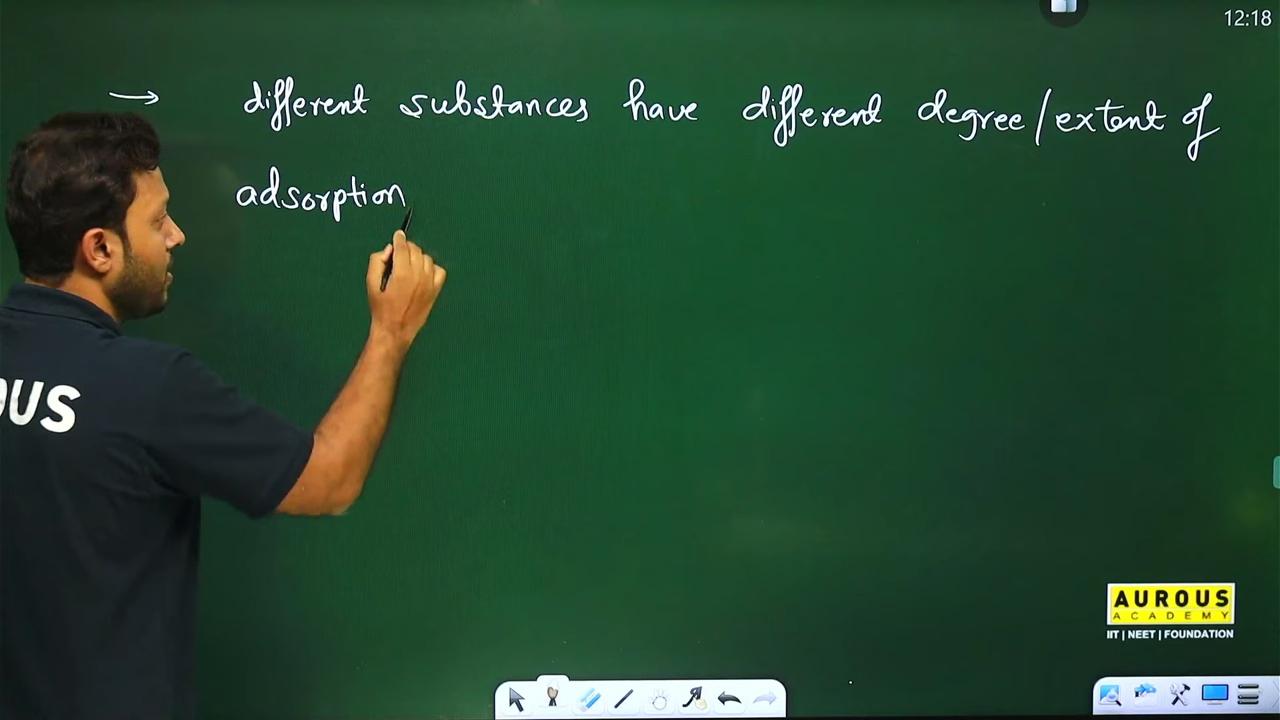 12:18
→ different substances have different degree/extent of
adsorption
OUS
AUROUS
ACADEMY
IIT | NEET | FOUNDATION